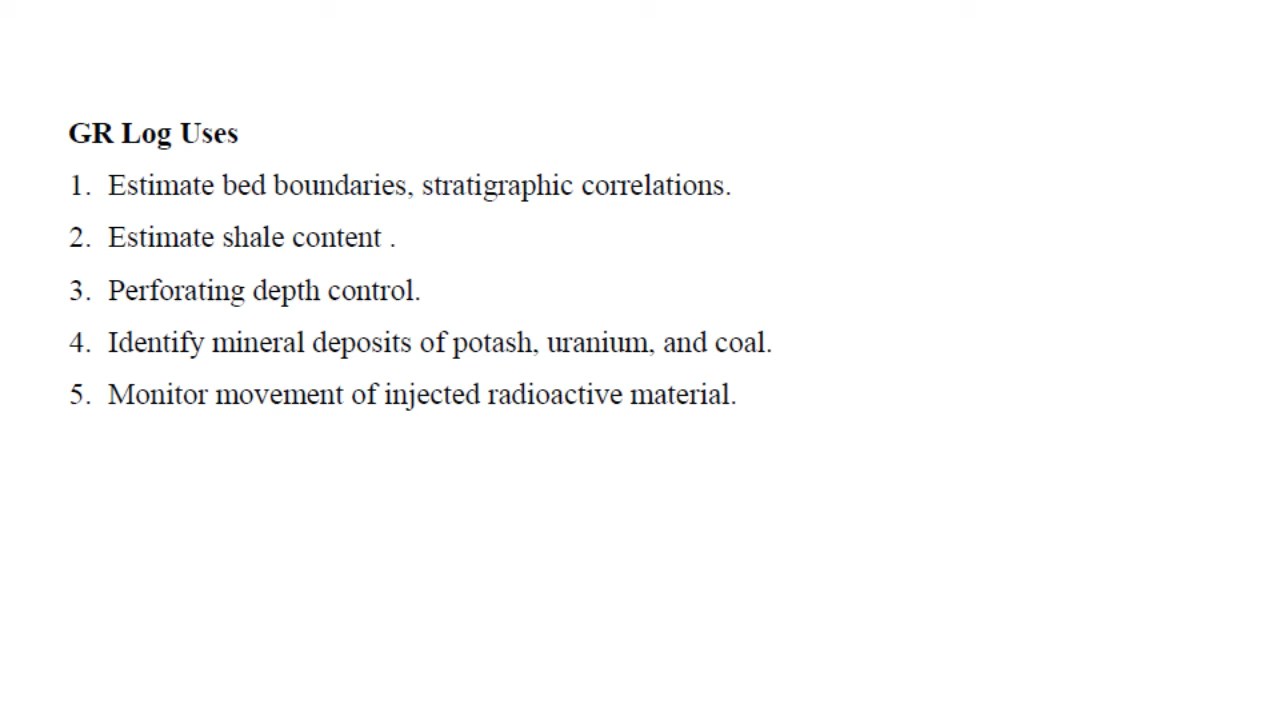 GR Log Uses
1. Estimate bed boundaries, stratigraphic correlations.
2. Estimate shale content .
3. Perforating depth control.
4. Identify mineral deposits of potash, uranium, and coal.
5. Monitor movement of injected radioactive material.